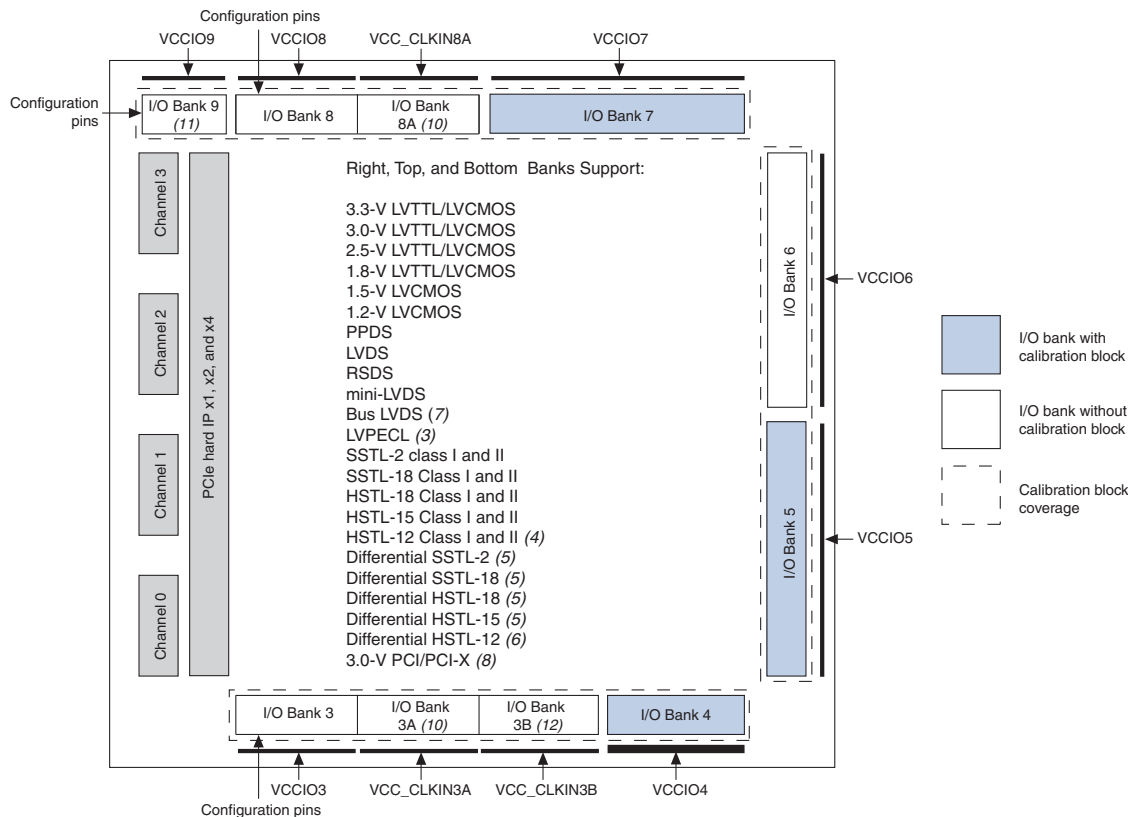 Configuration pins
VCCIO9
VCCIO8
VCC_CLKIN8A
VCCIO7
Configuration
pins
I/O Bank 9
(11)
I/O Bank 8
I/O Bank
8A (10)
I/O Bank 7
Channel 3
Channel 2
Channel 1
Channel 0
PCIe hard IP x1, x2, and x4
Right, Top, and Bottom Banks Support:
3.3-V LVTTL/LVCMOS
3.0-V LVTTL/LVCMOS
2.5-V LVTTL/LVCMOS
1.8-V LVTTL/LVCMOS
1.5-V LVCMOS
1.2-V LVCMOS
PPDS
LVDS
RSDS
mini-LVDS
Bus LVDS (7)
LVPECL (3)
SSTL-2 class I and II
SSTL-18 Class I and II
HSTL-18 Class I and II
HSTL-15 Class I and II
HSTL-12 Class I and II (4)
Differential SSTL-2 (5)
Differential SSTL-18 (5)
Differential HSTL-18 (5)
Differential HSTL-15 (5)
Differential HSTL-12 (6)
3.0-V PCI/PCI-X (8)
I/O Bank 6
VCCIO6
I/O Bank 5
VCCIO5
I/O bank with
calibration block
I/O bank without
calibration block
Calibration block
coverage
I/O Bank 3
I/O Bank
3A (10)
I/O Bank
3B (12)
I/O Bank 4
VCCIO3
VCC_CLKIN3A
VCC_CLKIN3B
VCCIO4
Configuration pins